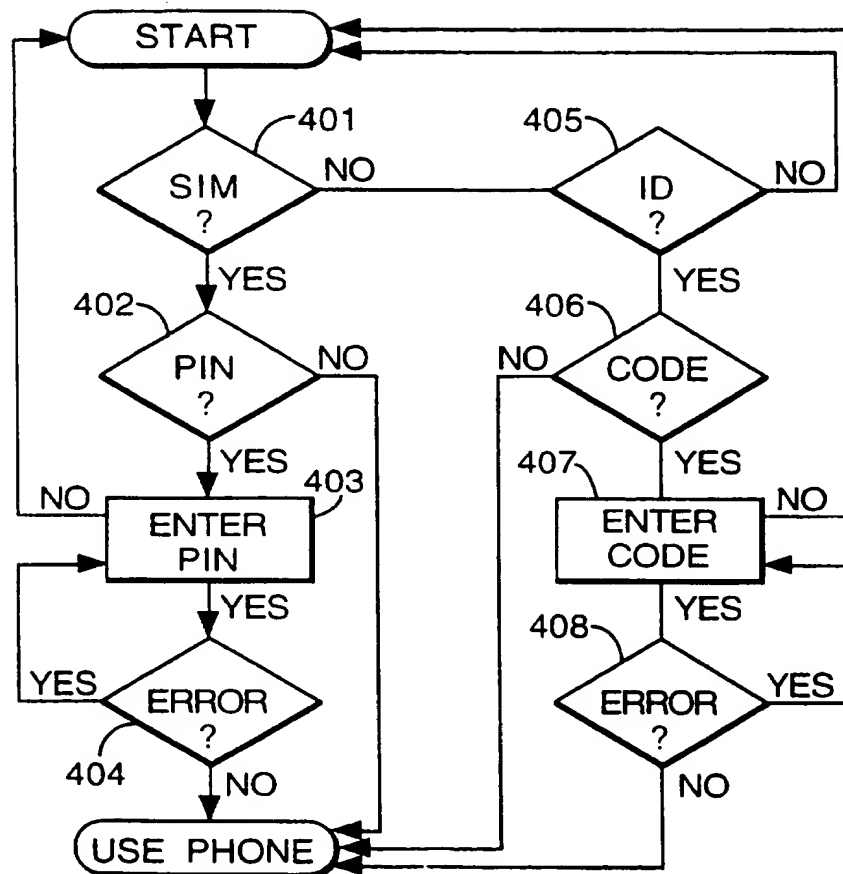 START
401
405
SIM
?
NO
ID
?
NO
YES
YES
402
406
PIN
?
NO
NO
CODE
?
YES
YES
403
407
NO
ENTER
PIN
ENTER
CODE
NO
YES
YES
408
YES
ERROR
?
ERROR
?
YES
404
NO
NO
USE PHONE